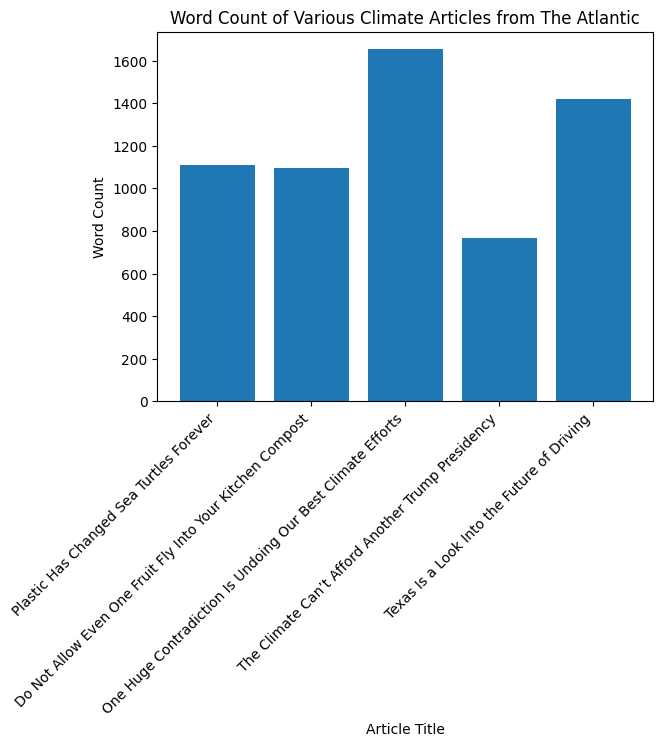 Word Count of Various Climate Articles from The Atlantic
1600
1400
1200
1000
800
600
400
200
0
Word Count
Plastic Has Changed Sea Turtles Forever
Do Not Allow Even One Fruit Fly Into Your Kitchen Compost
One Huge Contradiction Is Undoing Our Best Climate Efforts
The Climate Can’t Afford Another Trump Presidency
Texas Is a Look Into the Future of Driving
Article Title